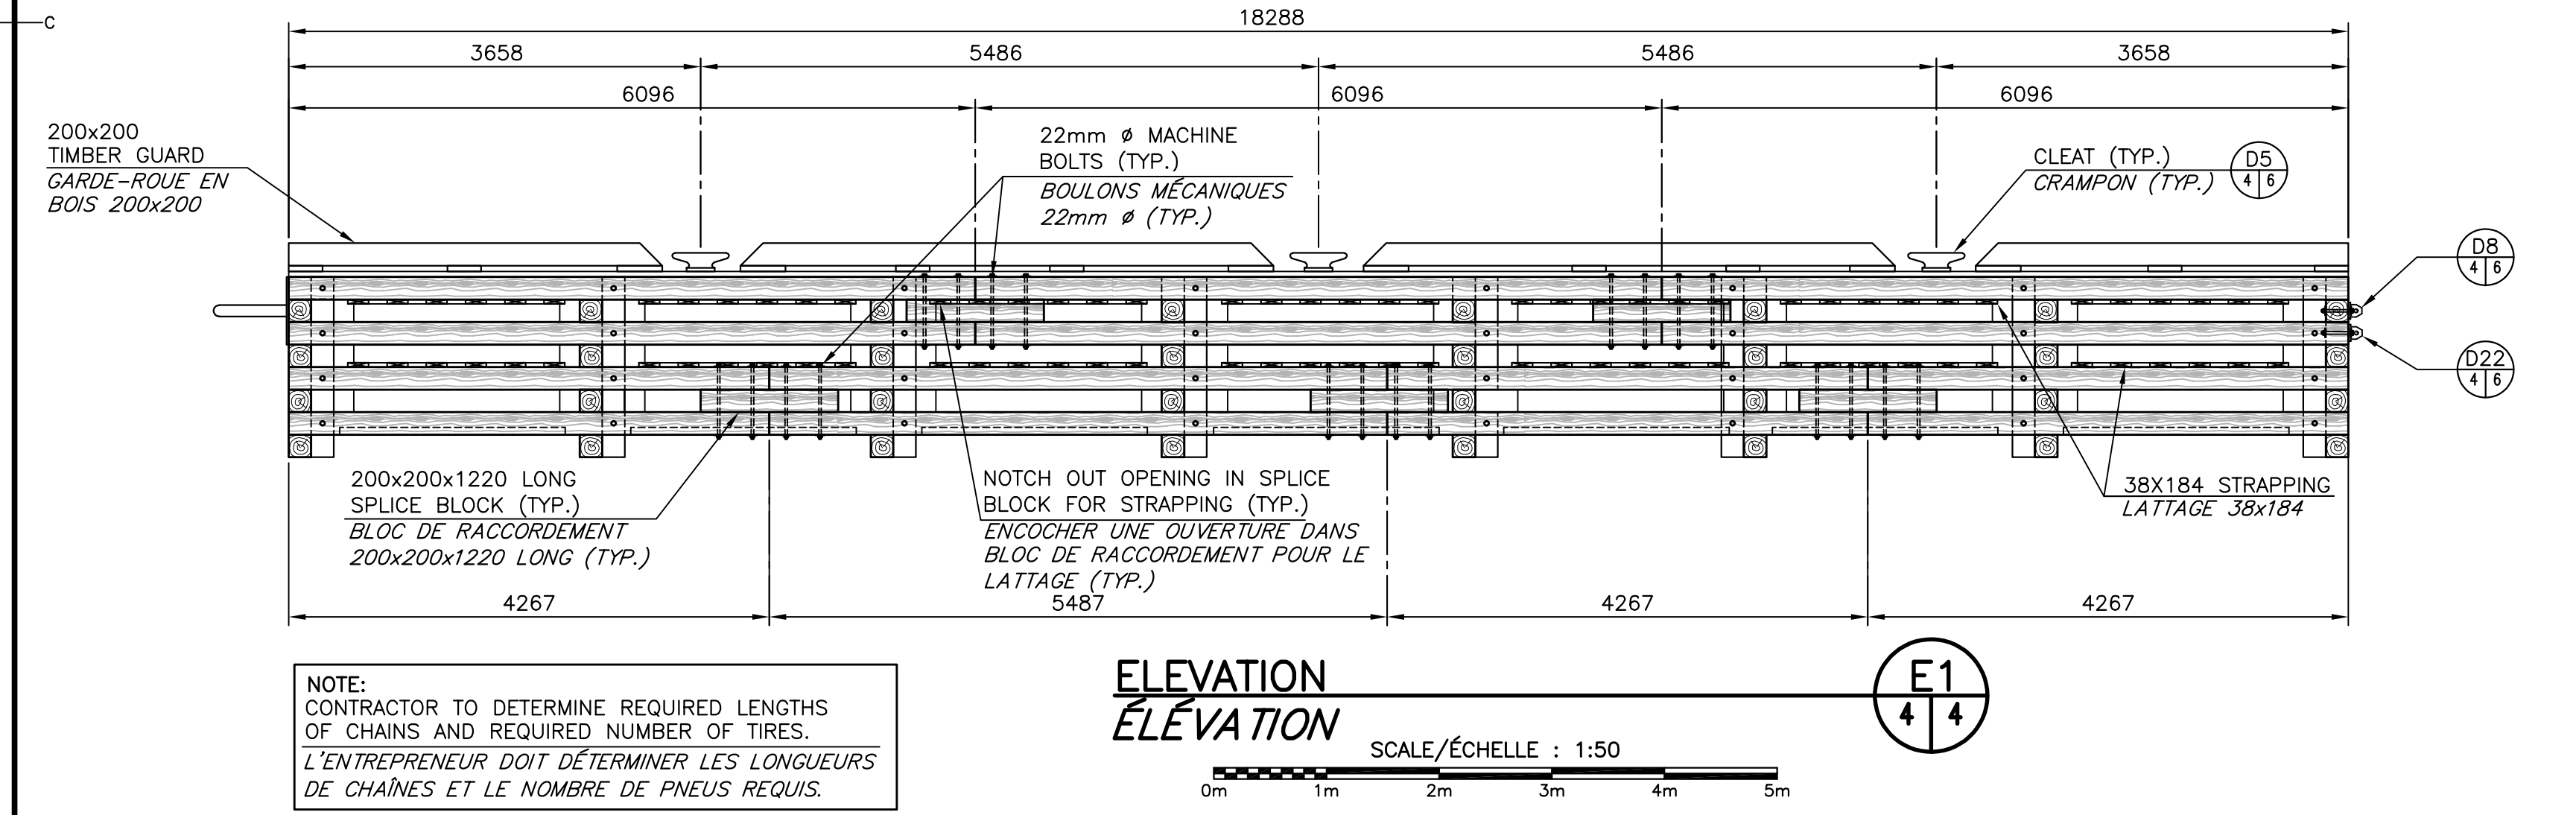 C
18288
3658
5486
5486
3658
6096
6096
6096
200x200
TIMBER GUARD
GARDE-ROUE EN
BOIS 200x200
22mm ø MACHINE
BOLTS (TYP.)
BOULONS MÉCANIQUES
22mm ø (TYP.)
CLEAT (TYP.)
CRAMPON (TYP.)
D5
4 6
D8
4 6
D22
4 6
200x200x1220 LONG
SPLICE BLOCK (TYP.)
BLOC DE RACCORDEMENT
200x200x1220 LONG (TYP.)
NOTCH OUT OPENING IN SPLICE
BLOCK FOR STRAPPING (TYP.)
ENCOCHER UNE OUVERTURE DANS
BLOC DE RACCORDEMENT POUR LE
LATTAGE (TYP.)
38X184 STRAPPING
LATTAGE 38x184
4267
5487
4267
4267
NOTE:
CONTRACTOR TO DETERMINE REQUIRED LENGTHS
OF CHAINS AND REQUIRED NUMBER OF TIRES.
L'ENTREPRENEUR DOIT DÉTERMINER LES LONGUEURS
DE CHAÎNES ET LE NOMBRE DE PNEUS REQUIS.
ELEVATION
ÉLÉVATION
E1
4 4
SCALE/ÉCHELLE : 1:50
0m 1m 2m 3m 4m 5m